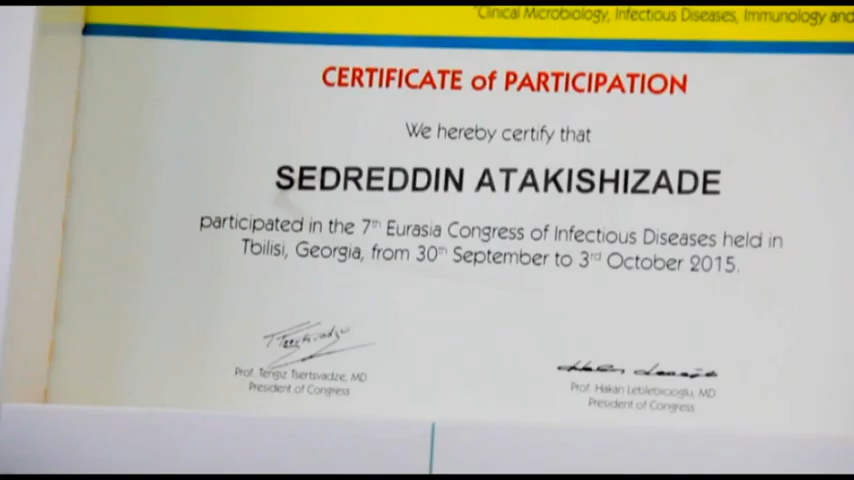 "Clinical Microbiology, Infectious Diseases, Immunology and
CERTIFICATE of PARTICIPATION
We hereby certify that
SEDREDDIN ATAKISHIZADE
participated in the 7th Eurasia Congress of Infectious Diseases held in
Tbilisi, Georgia, from 30th September to 3rd October 2015.
Prof. Tengiz Tsertsvadze, MD
President of Congress
Prof. Hakan Leblebicioglu, MD
President of Congress